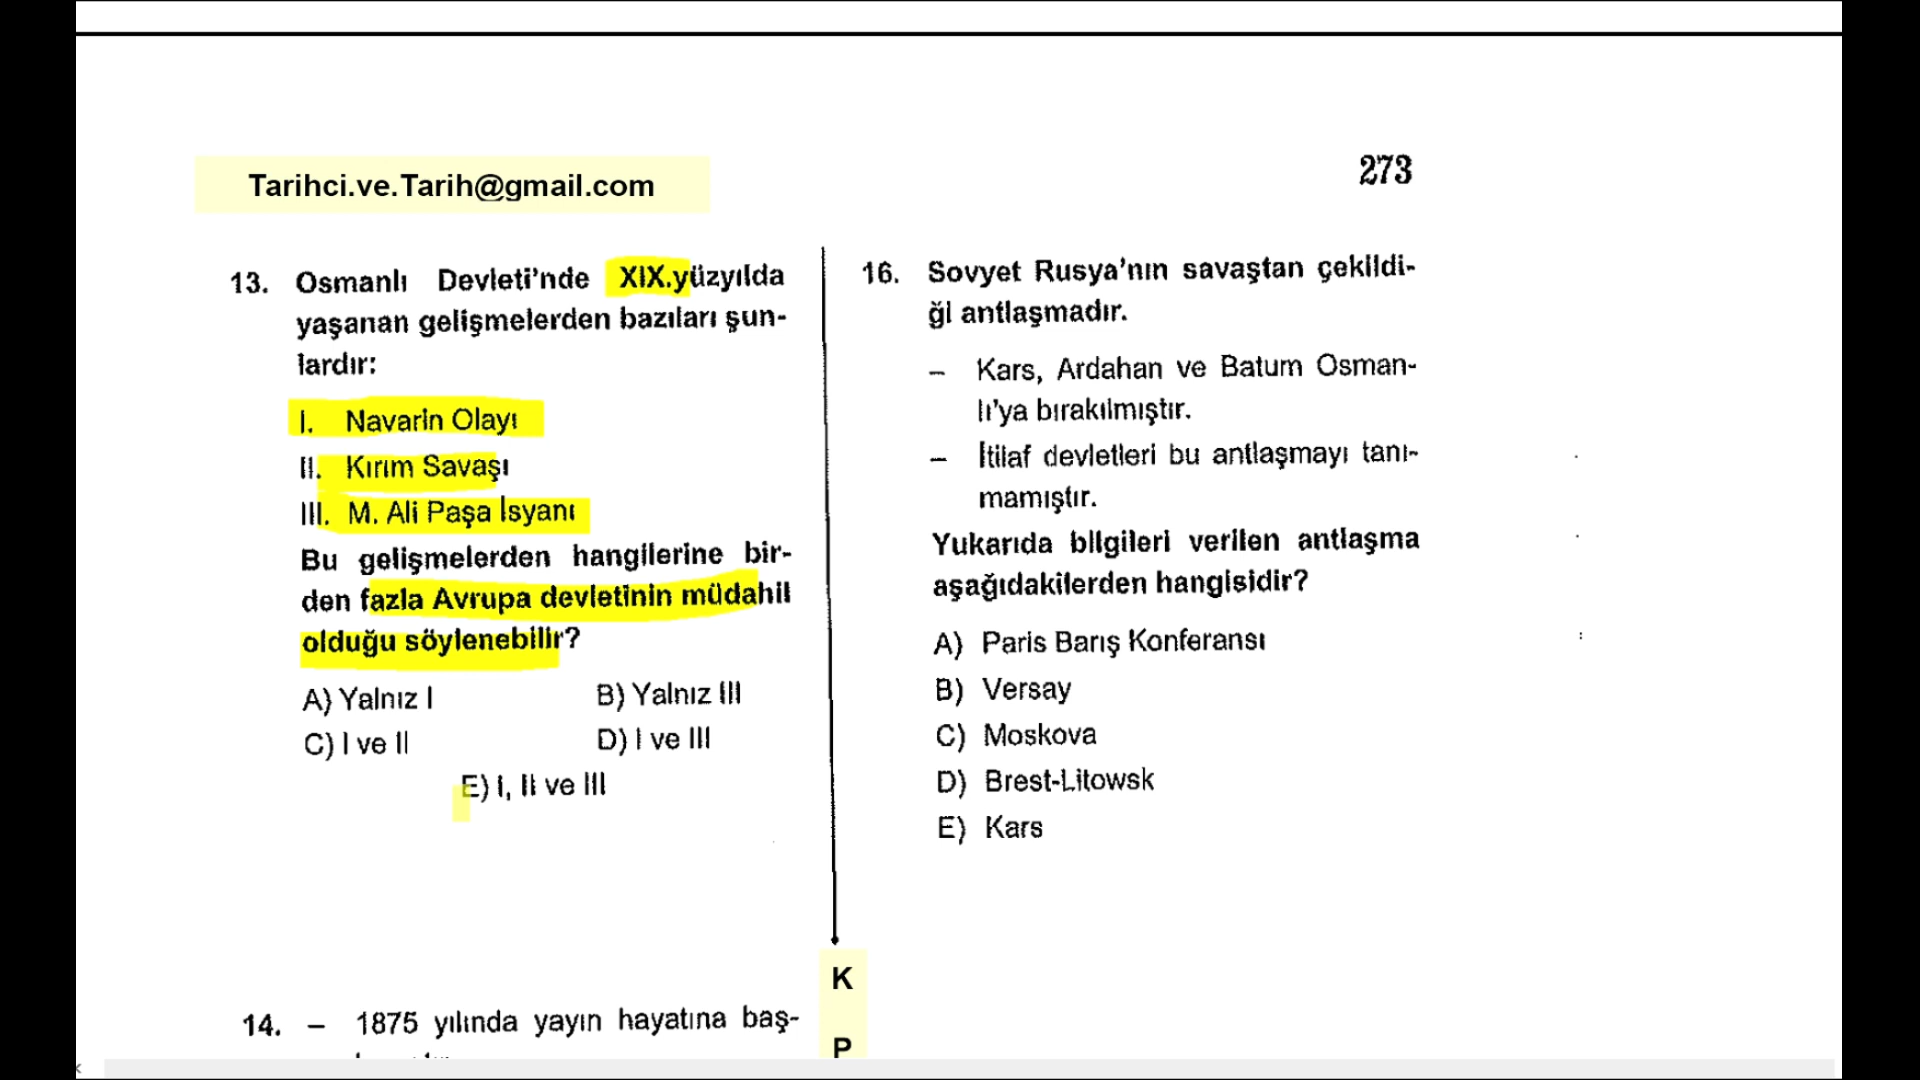 Tarihci.ve.Tarih@gmail.com
273
13. Osmanlı Devleti'nde XIX.yüzyılda
yaşanan gelişmelerden bazıları şun-
lardır:
I. Navarin Olayı
II. Kırım Savaşı
III. M. Ali Paşa İsyanı
Bu gelişmelerden hangilerine bir-
den fazla Avrupa devletinin müdahil
olduğu söylenebilir?
A) Yalnız I B) Yalnız III
C) I ve II D) I ve III
E) I, II ve III
14. – 1875 yılında yayın hayatına baş-
16. Sovyet Rusya'nın savaştan çekildi-
ği antlaşmadır.
– Kars, Ardahan ve Batum Osman-
lı'ya bırakılmıştır.
– İtilaf devletleri bu antlaşmayı tanı-
mamıştır.
Yukarıda bilgileri verilen antlaşma
aşağıdakilerden hangisidir?
A) Paris Barış Konferansı
B) Versay
C) Moskova
D) Brest-Litowsk
E) Kars
K
P